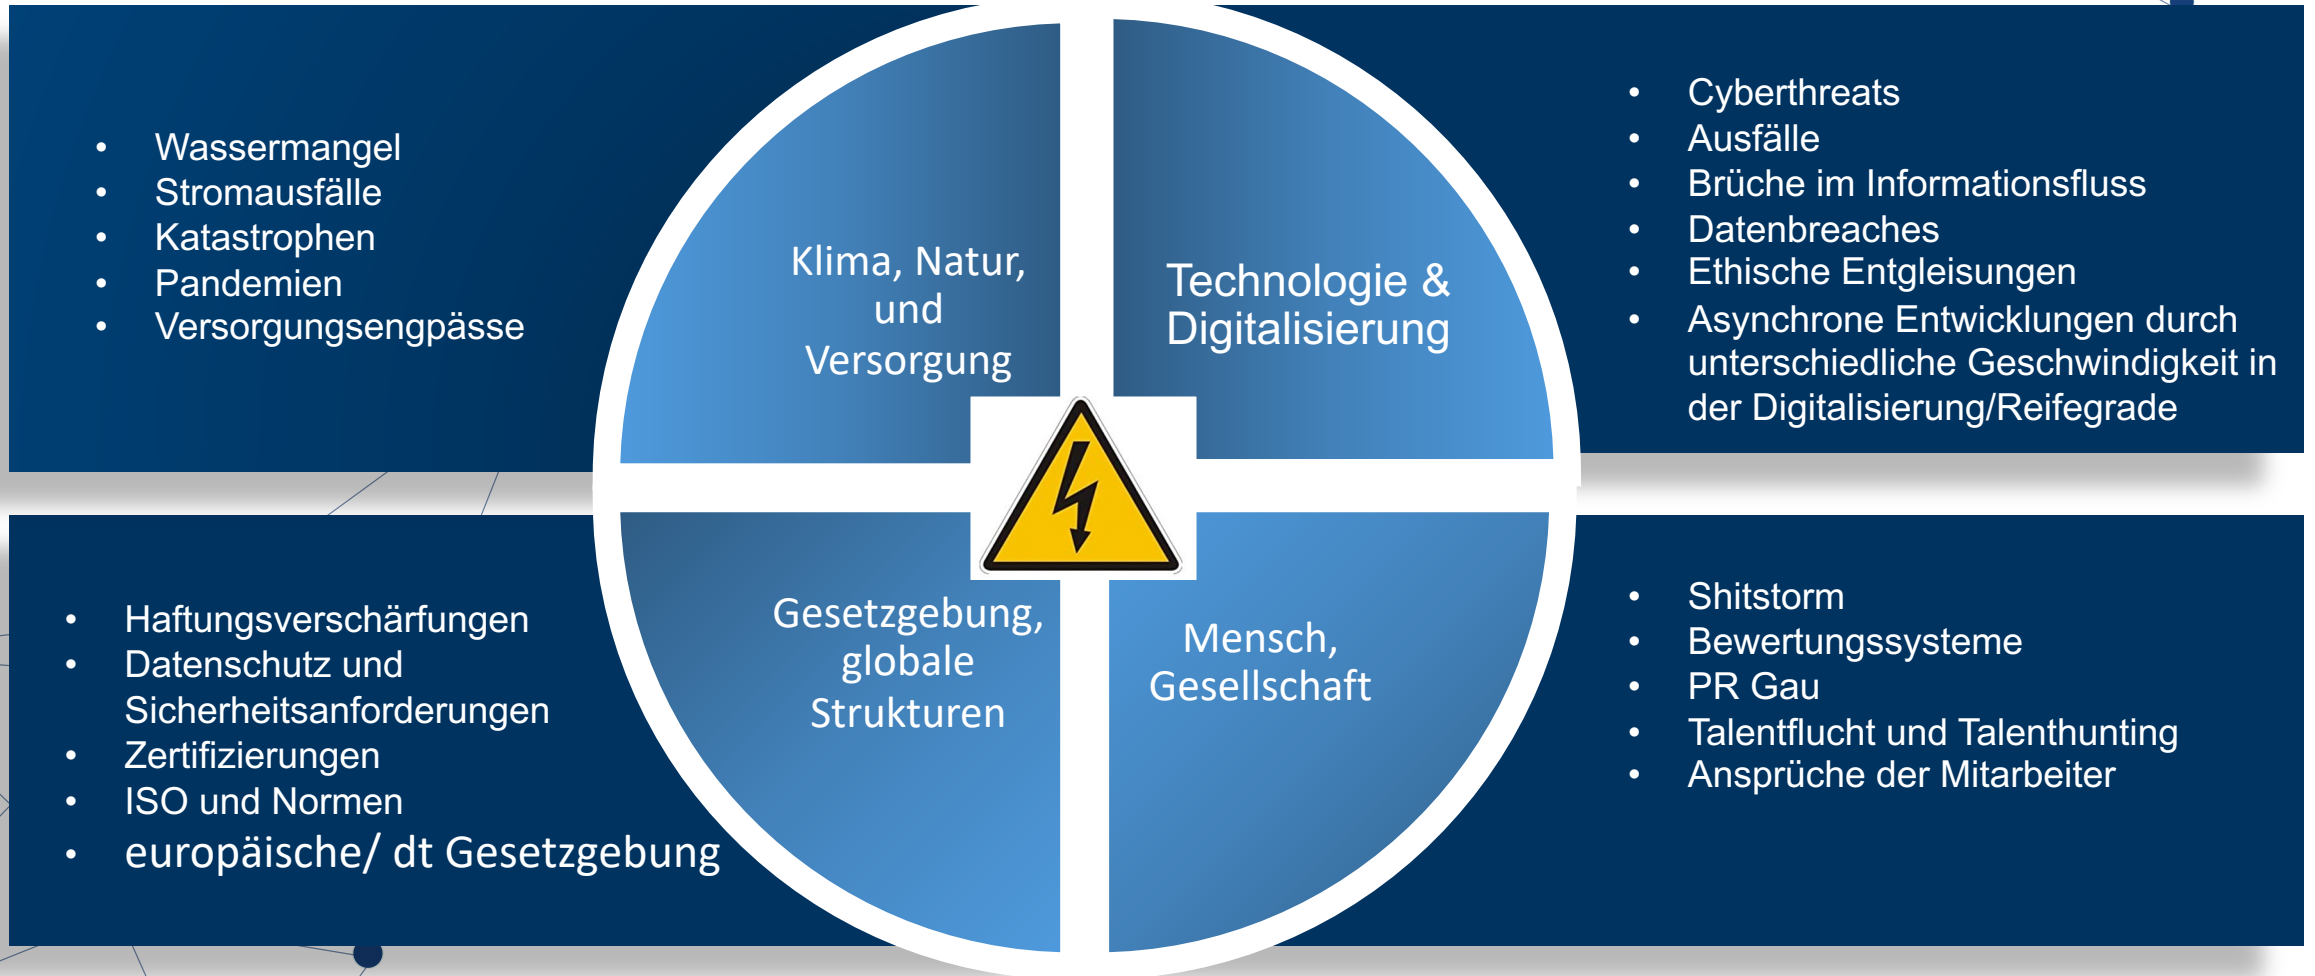 • Wassermangel
• Stromausfälle
• Katastrophen
• Pandemien
• Versorgungsengpässe
Klima, Natur,
und
Versorgung
Technologie &
Digitalisierung
• Cyberthreats
• Ausfälle
• Brüche im Informationsfluss
• Datenbreaches
• Ethische Entgleisungen
• Asynchrone Entwicklungen durch
unterschiedliche Geschwindigkeit in
der Digitalisierung/Reifegrade
• Haftungsverschärfungen
• Datenschutz und
Sicherheitsanforderungen
• Zertifizierungen
• ISO und Normen
• europäische/ dt Gesetzgebung
Gesetzgebung,
globale
Strukturen
Mensch,
Gesellschaft
• Shitstorm
• Bewertungssysteme
• PR Gau
• Talentflucht und Talenthunting
• Ansprüche der Mitarbeiter